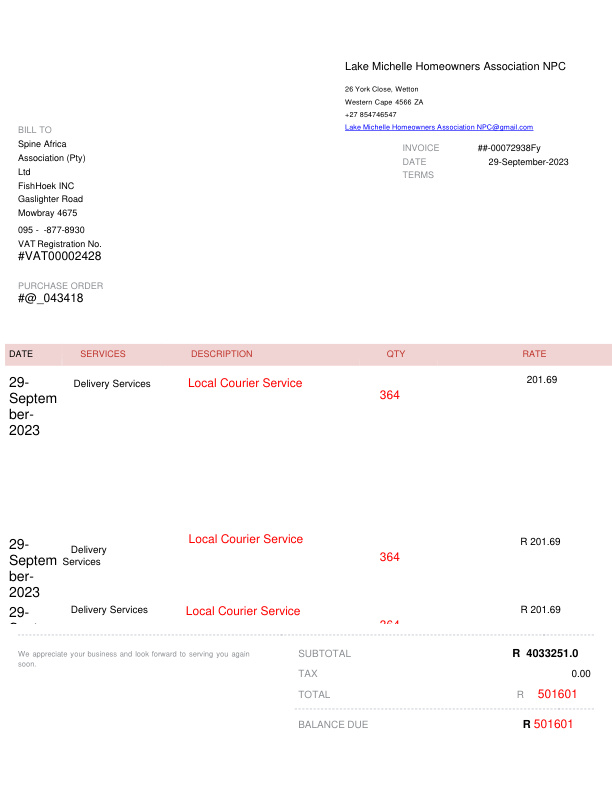 Lake Michelle Homeowners Association NPC
26 York Close, Wetton
Western Cape 4566 ZA
+27 854746547
Lake Michelle Homeowners Association NPC@gmail.com
INVOICE ##-00072938Fy
DATE 29-September-2023
TERMS
BILL TO
Spine Africa
Association (Pty)
Ltd
FishHoek INC
Gaslighter Road
Mowbray 4675
095 - -877-8930
VAT Registration No.
#VAT00002428
PURCHASE ORDER
#@_043418
DATE SERVICES DESCRIPTION QTY RATE
29- Delivery Services Local Courier Service 364 201.69
Septem
ber-
2023
29- Delivery Local Courier Service 364 R 201.69
Septem Services
ber-
2023
29- Delivery Services Local Courier Service R 201.69
We appreciate your business and look forward to serving you again
soon.
SUBTOTAL R 4033251.0
TAX 0.00
TOTAL R 501601
BALANCE DUE R 501601